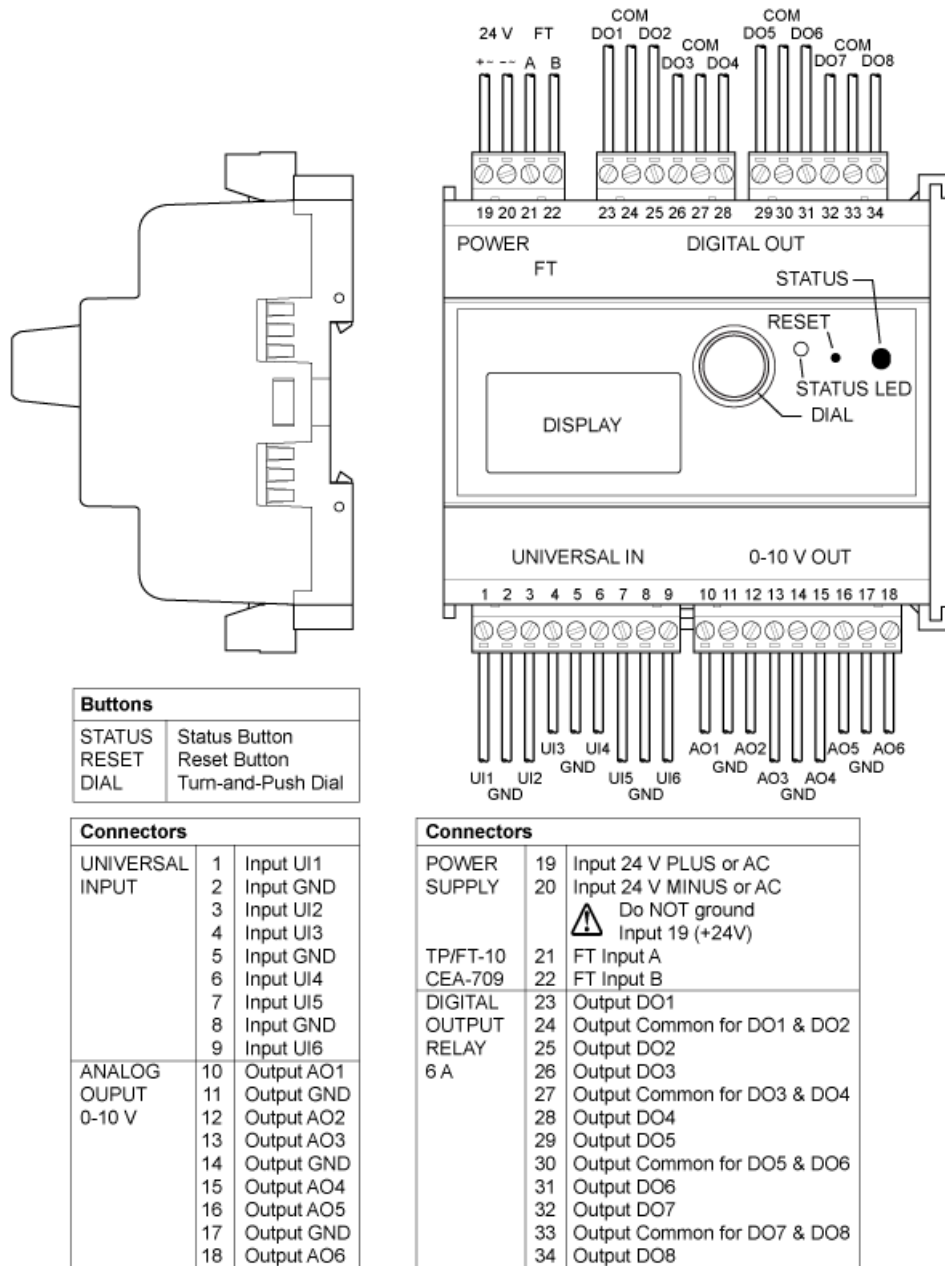 24 V FT
+~ -~ A B
COM
DO1 DO2
COM
DO3 DO4
COM
DO5 DO6
COM
DO7 DO8
19 20 21 22
23 24 25 26 27 28
29 30 31 32 33 34
POWER
FT
DIGITAL OUT
STATUS
RESET
STATUS LED
DIAL
DISPLAY
UNIVERSAL IN
0-10 V OUT
1 2 3 4 5 6 7 8 9
10 11 12 13 14 15 16 17 18
UI3 UI4
GND
UI1 UI2
GND
UI5 UI6
GND
AO1 AO2
GND
AO3 AO4
GND
AO5 AO6
GND
Buttons
STATUS Status Button
RESET Reset Button
DIAL Turn-and-Push Dial
Connectors
UNIVERSAL 1 Input UI1
INPUT 2 Input GND
3 Input UI2
4 Input UI3
5 Input GND
6 Input UI4
7 Input UI5
8 Input GND
9 Input UI6
ANALOG 10 Output AO1
OUPUT 11 Output GND
0-10 V 12 Output AO2
13 Output AO3
14 Output GND
15 Output AO4
16 Output AO5
17 Output GND
18 Output AO6
Connectors
POWER 19 Input 24 V PLUS or AC
SUPPLY 20 Input 24 V MINUS or AC
Do NOT ground
Input 19 (+24V)
TP/FT-10 21 FT Input A
CEA-709 22 FT Input B
DIGITAL 23 Output DO1
OUTPUT 24 Output Common for DO1 & DO2
RELAY 25 Output DO2
6 A 26 Output DO3
27 Output Common for DO3 & DO4
28 Output DO4
29 Output DO5
30 Output Common for DO5 & DO6
31 Output DO6
32 Output DO7
33 Output Common for DO7 & DO8
34 Output DO8